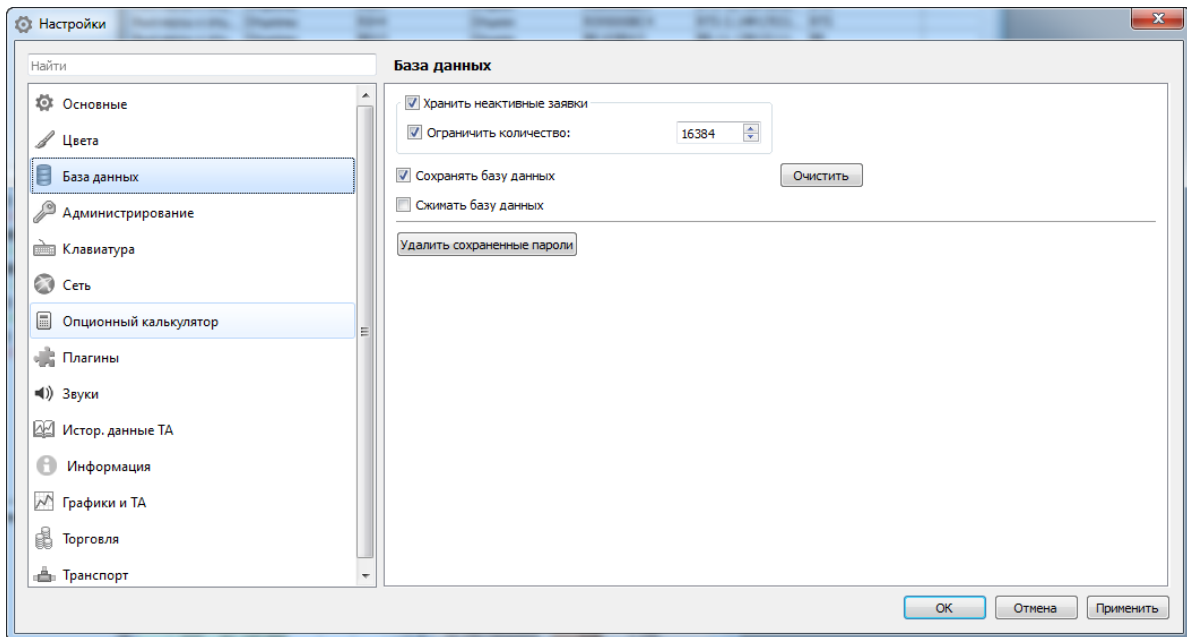 Настройки
Найти
Основные
Цвета
База данных
Администрирование
Клавиатура
Сеть
Опционный калькулятор
Плагины
Звуки
Истор. данные ТА
Информация
Графики и ТА
Торговля
Транспорт
База данных
Хранить неактивные заявки
Ограничить количество: 16384
Сохранять базу данных Очистить
Сжимать базу данных
Удалить сохраненные пароли
OK Отмена Применить